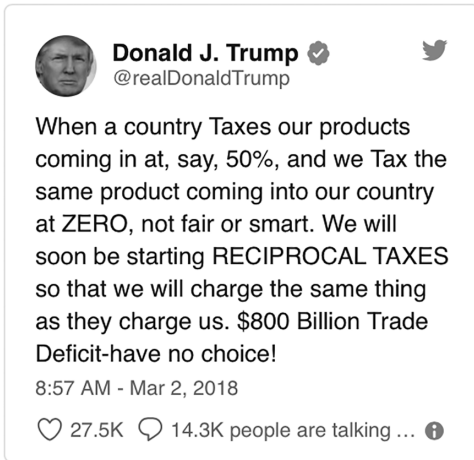 Donald J. Trump
@realDonaldTrump
When a country Taxes our products
coming in at, say, 50%, and we Tax the
same product coming into our country
at ZERO, not fair or smart. We will
soon be starting RECIPROCAL TAXES
so that we will charge the same thing
as they charge us. $800 Billion Trade
Deficit-have no choice!
8:57 AM - Mar 2, 2018
27.5K 14.3K people are talking ...